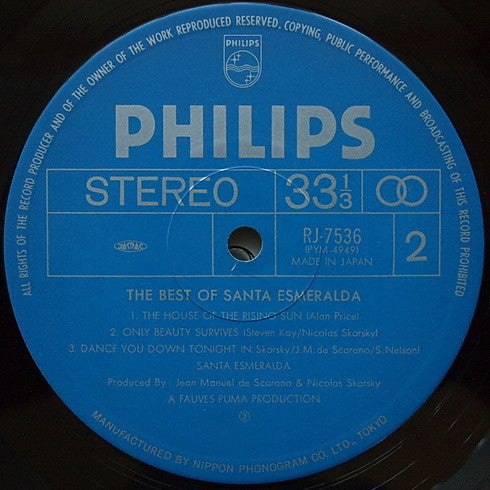 ALL RIGHTS OF THE RECORD PRODUCER AND OF THE OWNER OF THE WORK REPRODUCED RESERVED. COPYING, PUBLIC PERFORMANCE AND BROADCASTING OF THIS RECORD PROHIBITED
PHILIPS
PHILIPS
STEREO 33 1/3
JASRAC
RJ-7536
(PYJM-4949)
MADE IN JAPAN
2
THE BEST OF SANTA ESMERALDA
1. THE HOUSE OF THE RISING SUN (Alan Price)
2. ONLY BEAUTY SURVIVES (Steven Kay/Nicolas Skorsky)
3. DANCE YOU DOWN TONIGHT (N.Skorsky/J.M.de Scarano/S.Nelson)
SANTA ESMERALDA
Produced By: Jean Manuel de Scarano & Nicolas Skorsky
A FAUVES PUMA PRODUCTION
MANUFACTURED BY NIPPON PHONOGRAM CO. LTD., TOKYO